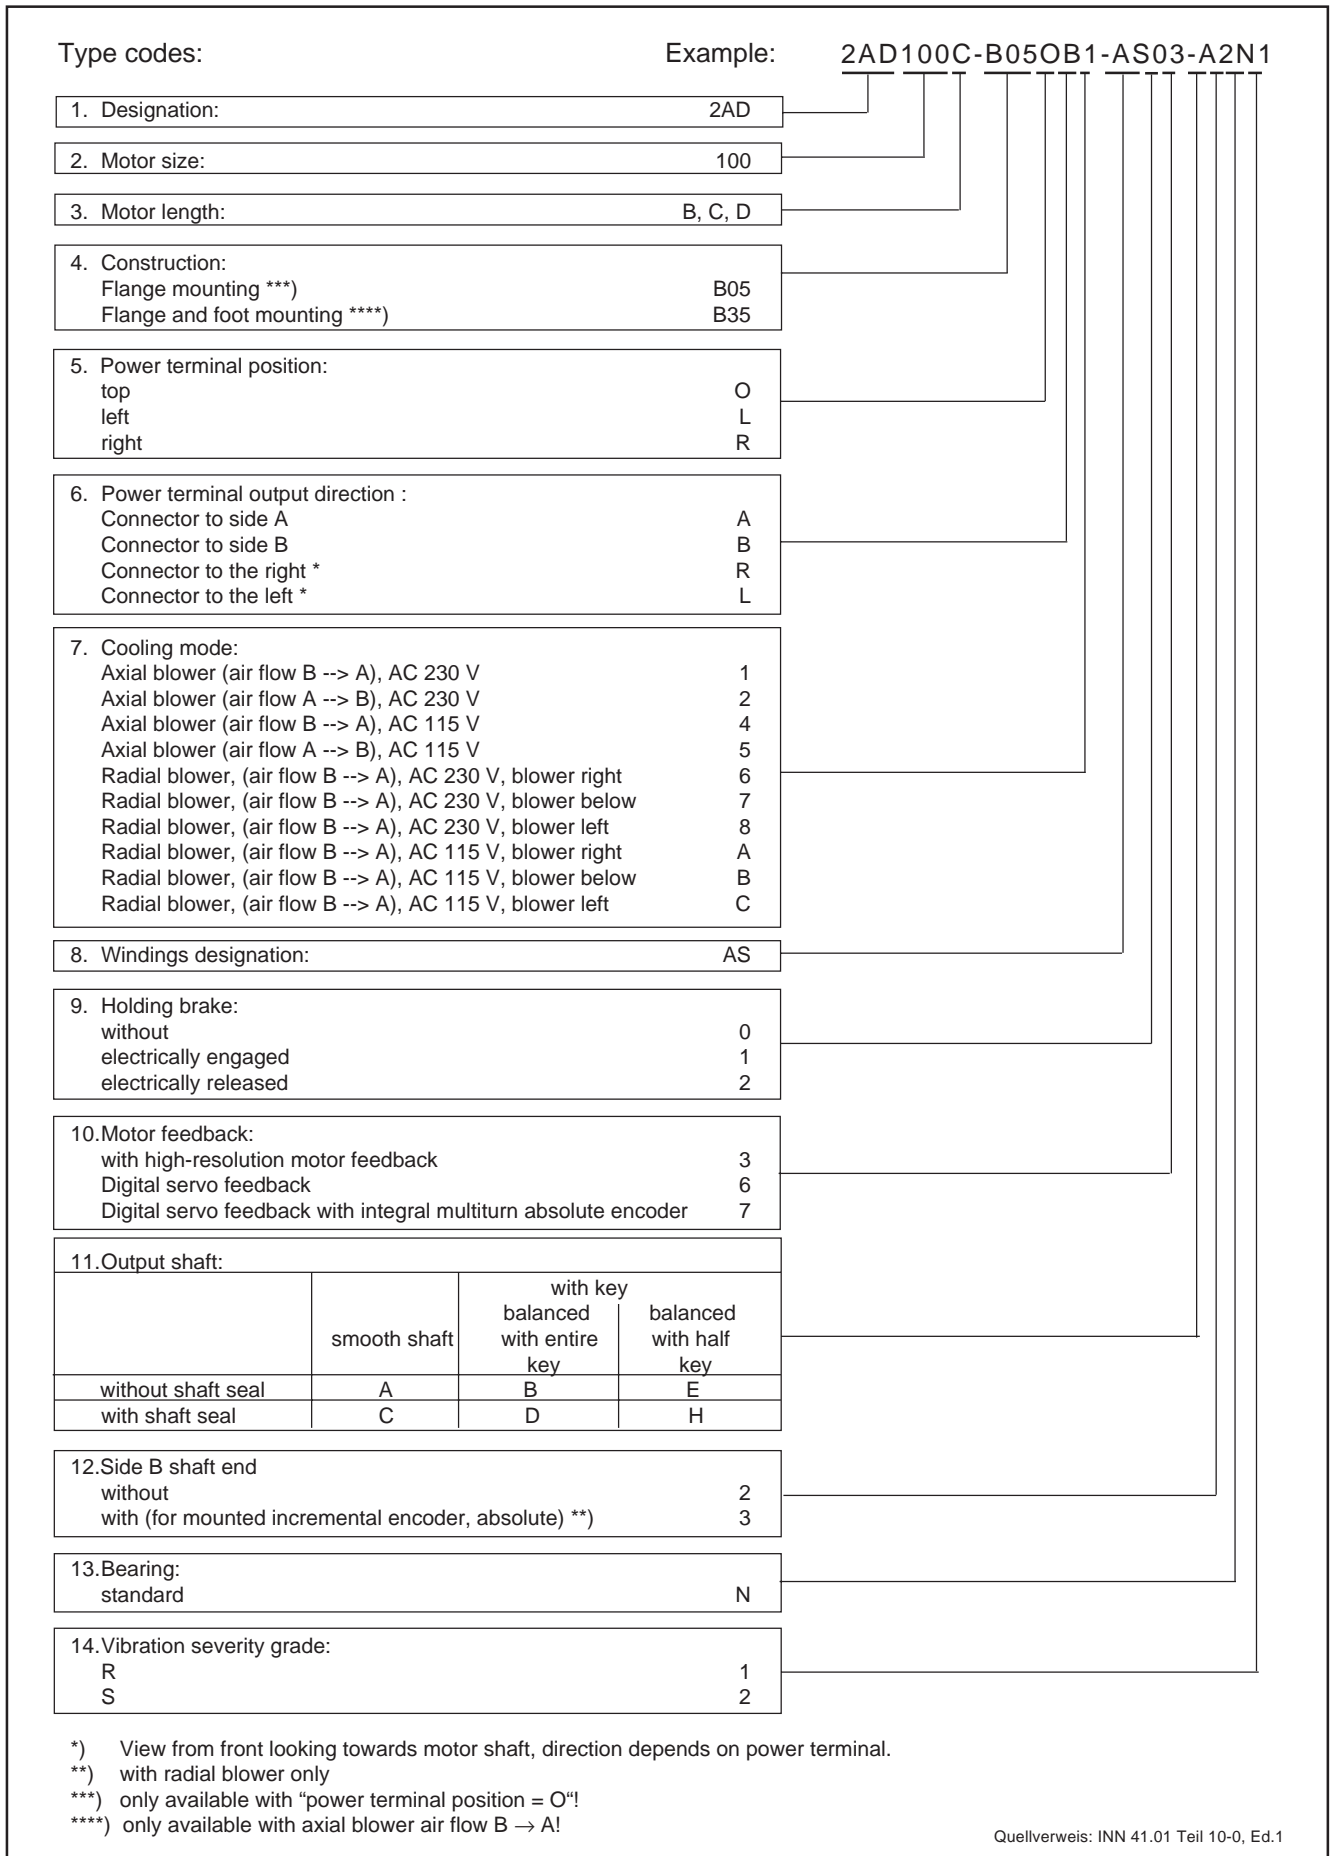 Type codes: Example: 2AD100C-B05OB1-AS03-A2N1
1. Designation: 2AD
2. Motor size: 100
3. Motor length: B, C, D
4. Construction:
Flange mounting ***) B05
Flange and foot mounting ****) B35
5. Power terminal position:
top O
left L
right R
6. Power terminal output direction :
Connector to side A A
Connector to side B B
Connector to the right * R
Connector to the left * L
7. Cooling mode:
Axial blower (air flow B --> A), AC 230 V 1
Axial blower (air flow A --> B), AC 230 V 2
Axial blower (air flow B --> A), AC 115 V 4
Axial blower (air flow A --> B), AC 115 V 5
Radial blower, (air flow B --> A), AC 230 V, blower right 6
Radial blower, (air flow B --> A), AC 230 V, blower below 7
Radial blower, (air flow B --> A), AC 230 V, blower left 8
Radial blower, (air flow B --> A), AC 115 V, blower right A
Radial blower, (air flow B --> A), AC 115 V, blower below B
Radial blower, (air flow B --> A), AC 115 V, blower left C
8. Windings designation: AS
9. Holding brake:
without 0
electrically engaged 1
electrically released 2
10.Motor feedback:
with high-resolution motor feedback 3
Digital servo feedback 6
Digital servo feedback with integral multiturn absolute encoder 7
11.Output shaft:
with key
balanced balanced
smooth shaft with entire with half
key key
without shaft seal A B E
with shaft seal C D H
12.Side B shaft end
without 2
with (for mounted incremental encoder, absolute) **) 3
13.Bearing:
standard N
14.Vibration severity grade:
R 1
S 2
*) View from front looking towards motor shaft, direction depends on power terminal.
**) with radial blower only
***) only available with “power terminal position = O“!
****) only available with axial blower air flow B → A!
Quellverweis: INN 41.01 Teil 10-0, Ed.1